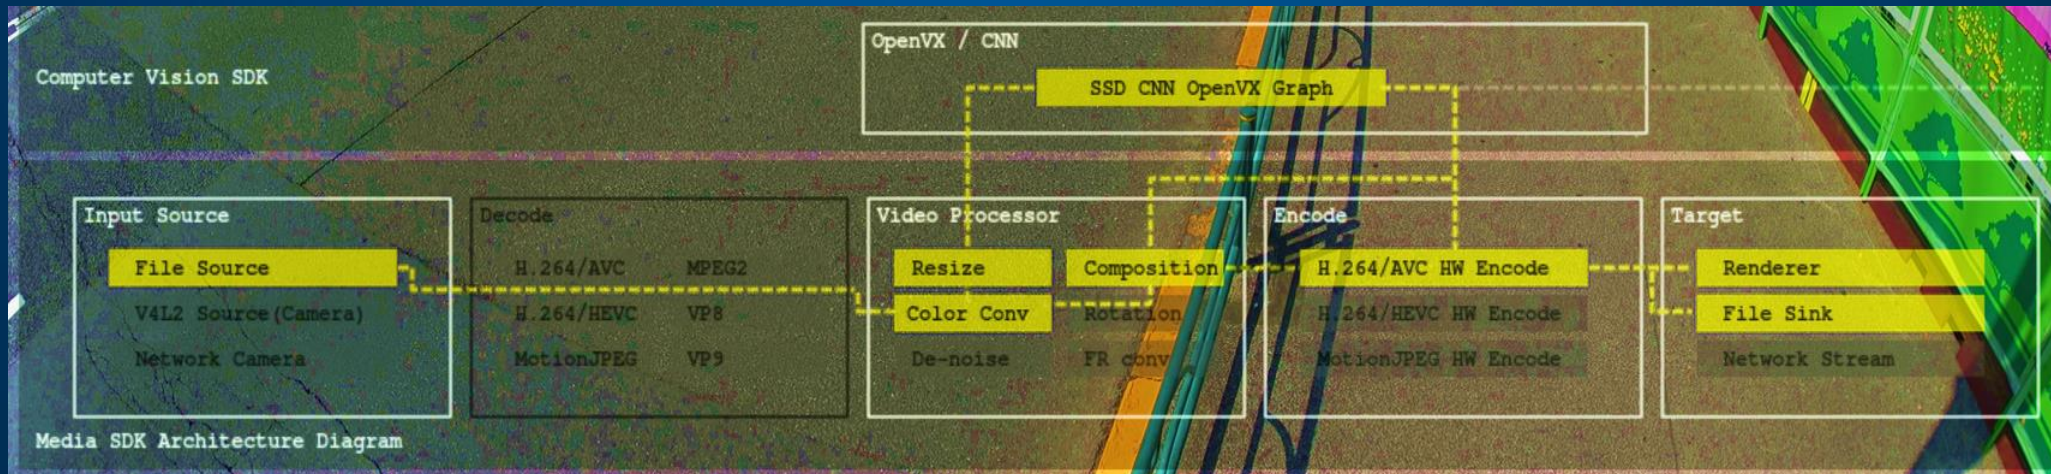 OpenVX / CNN
Computer Vision SDK
SSD CNN OpenVX Graph
Input Source
File Source
V4L2 Source(Camera)
Network Camera
Decode
H.264/AVC MPEG2
H.264/HEVC VP8
MotionJPEG VP9
Video Processor
Resize Composition
Color Conv Rotation
De-noise FR conv
Encode
H.264/AVC HW Encode
H.264/HEVC HW Encode
MotionJPEG HW Encode
Target
Renderer
File Sink
Network Stream
Media SDK Architecture Diagram